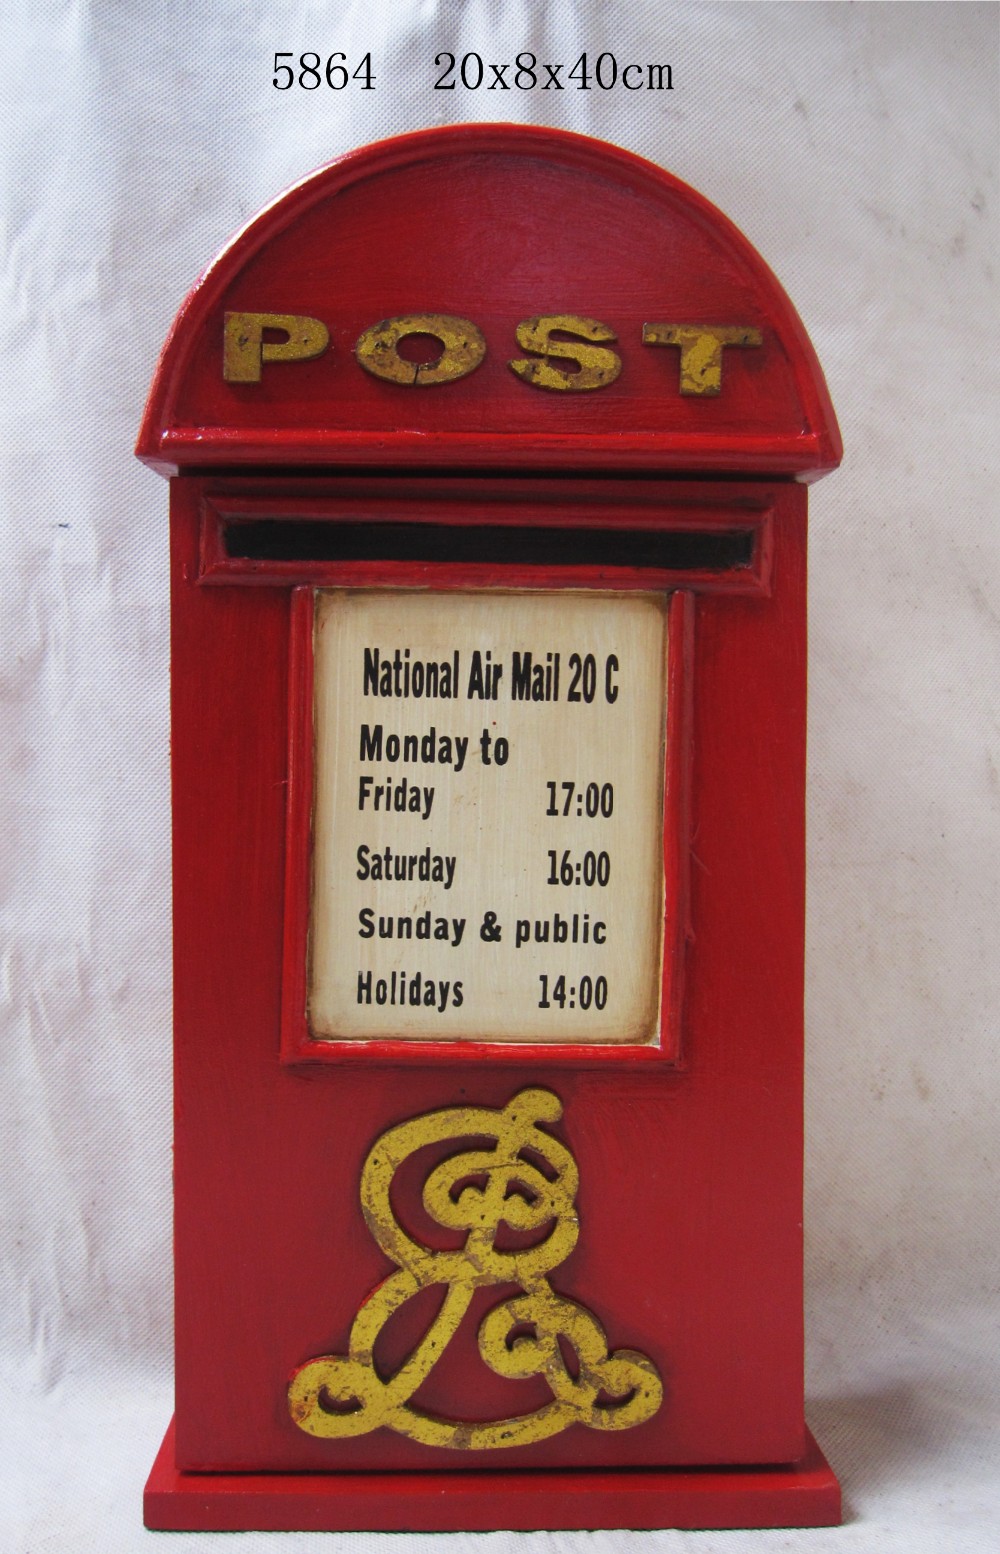 5864 20x8x40cm
POST
National Air Mail 20 C
Monday to
Friday 17:00
Saturday 16:00
Sunday & public
Holidays 14:00